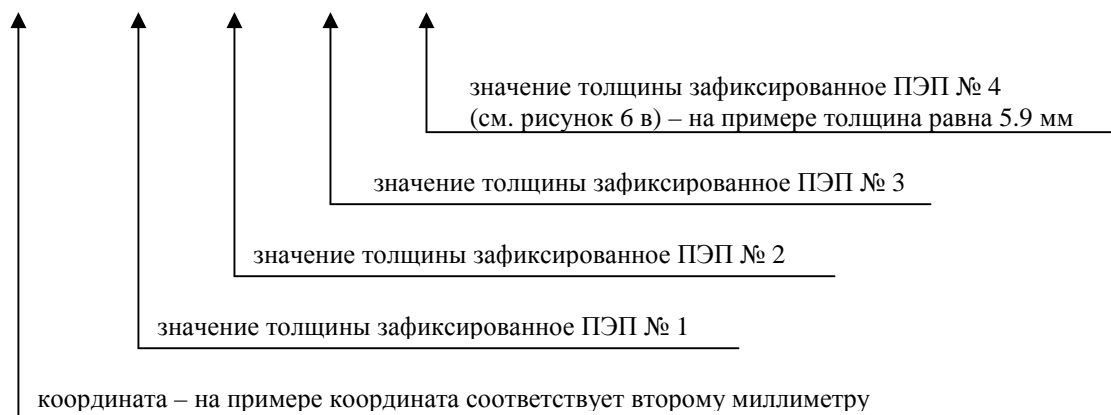 значение толщины зафиксированное ПЭП № 4
(см. рисунок 6 в) – на примере толщина равна 5.9 мм
значение толщины зафиксированное ПЭП № 3
значение толщины зафиксированное ПЭП № 2
значение толщины зафиксированное ПЭП № 1
координата – на примере координата соответствует второму миллиметру